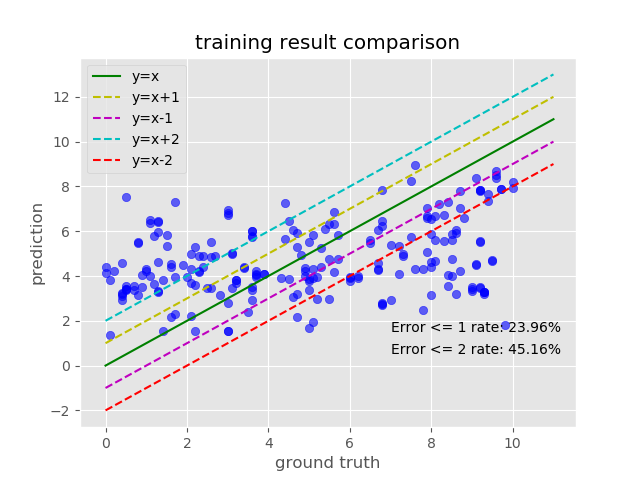 training result comparison
y=x
y=x+1
y=x-1
y=x+2
y=x-2
12
10
8
6
4
2
0
−2
prediction
Error <= 1 rate: 23.96%
Error <= 2 rate: 45.16%
0 2 4 6 8 10
ground truth